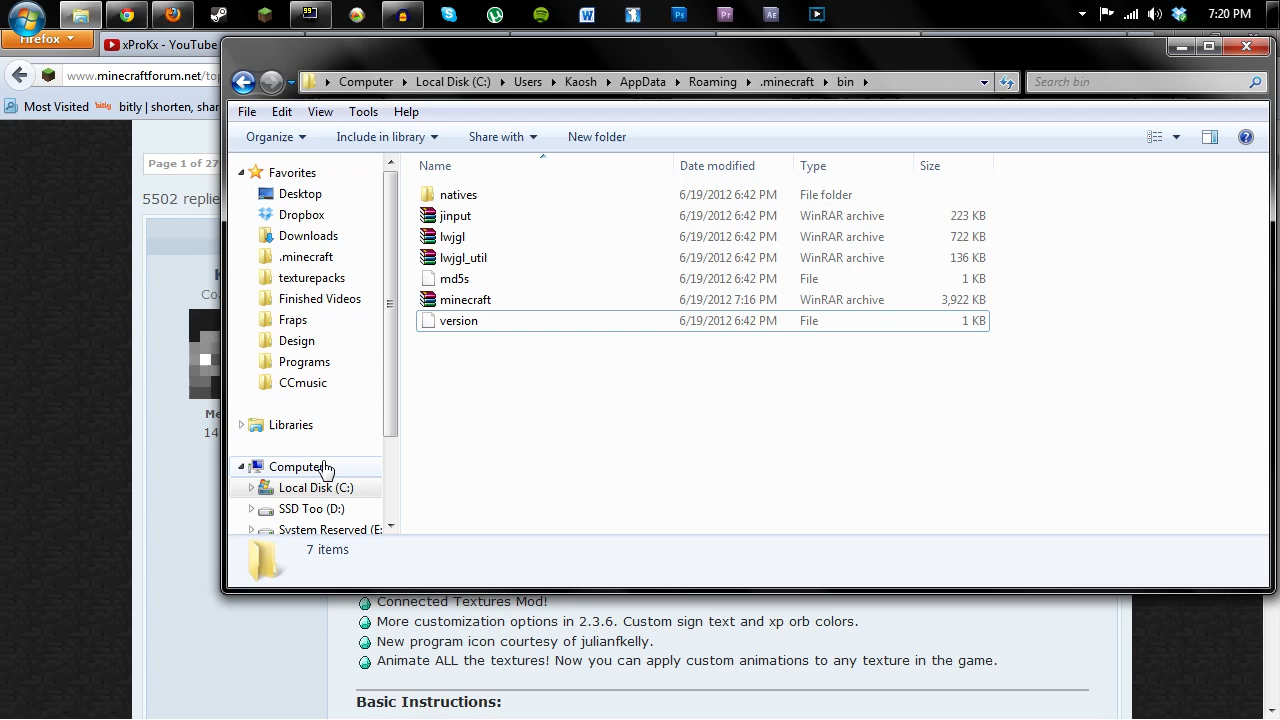 7:20 PM
Firefox
xProKx - YouTube
www.minecraftforum.net/top
Most Visited bitly | shorten, shar
Computer Local Disk (C:) Users Kaosh AppData Roaming .minecraft bin Search bin
File Edit View Tools Help
Organize Include in library Share with New folder
Name Date modified Type Size
Favorites
Desktop
Dropbox
Downloads
.minecraft
texturepacks
Finished Videos
Fraps
Design
Programs
CCmusic
Libraries
Computer
Local Disk (C:)
SSD Too (D:)
System Reserved (E:
natives 6/19/2012 6:42 PM File folder
jinput 6/19/2012 6:42 PM WinRAR archive 223 KB
lwjgl 6/19/2012 6:42 PM WinRAR archive 722 KB
lwjgl_util 6/19/2012 6:42 PM WinRAR archive 136 KB
md5s 6/19/2012 6:42 PM File 1 KB
minecraft 6/19/2012 7:16 PM WinRAR archive 3,922 KB
version 6/19/2012 6:42 PM File 1 KB
7 items
Page 1 of 27
5502 replie
K
Coa
Me
14
Connected Textures Mod!
More customization options in 2.3.6. Custom sign text and xp orb colors.
New program icon courtesy of julianfkelly.
Animate ALL the textures! Now you can apply custom animations to any texture in the game.
Basic Instructions: